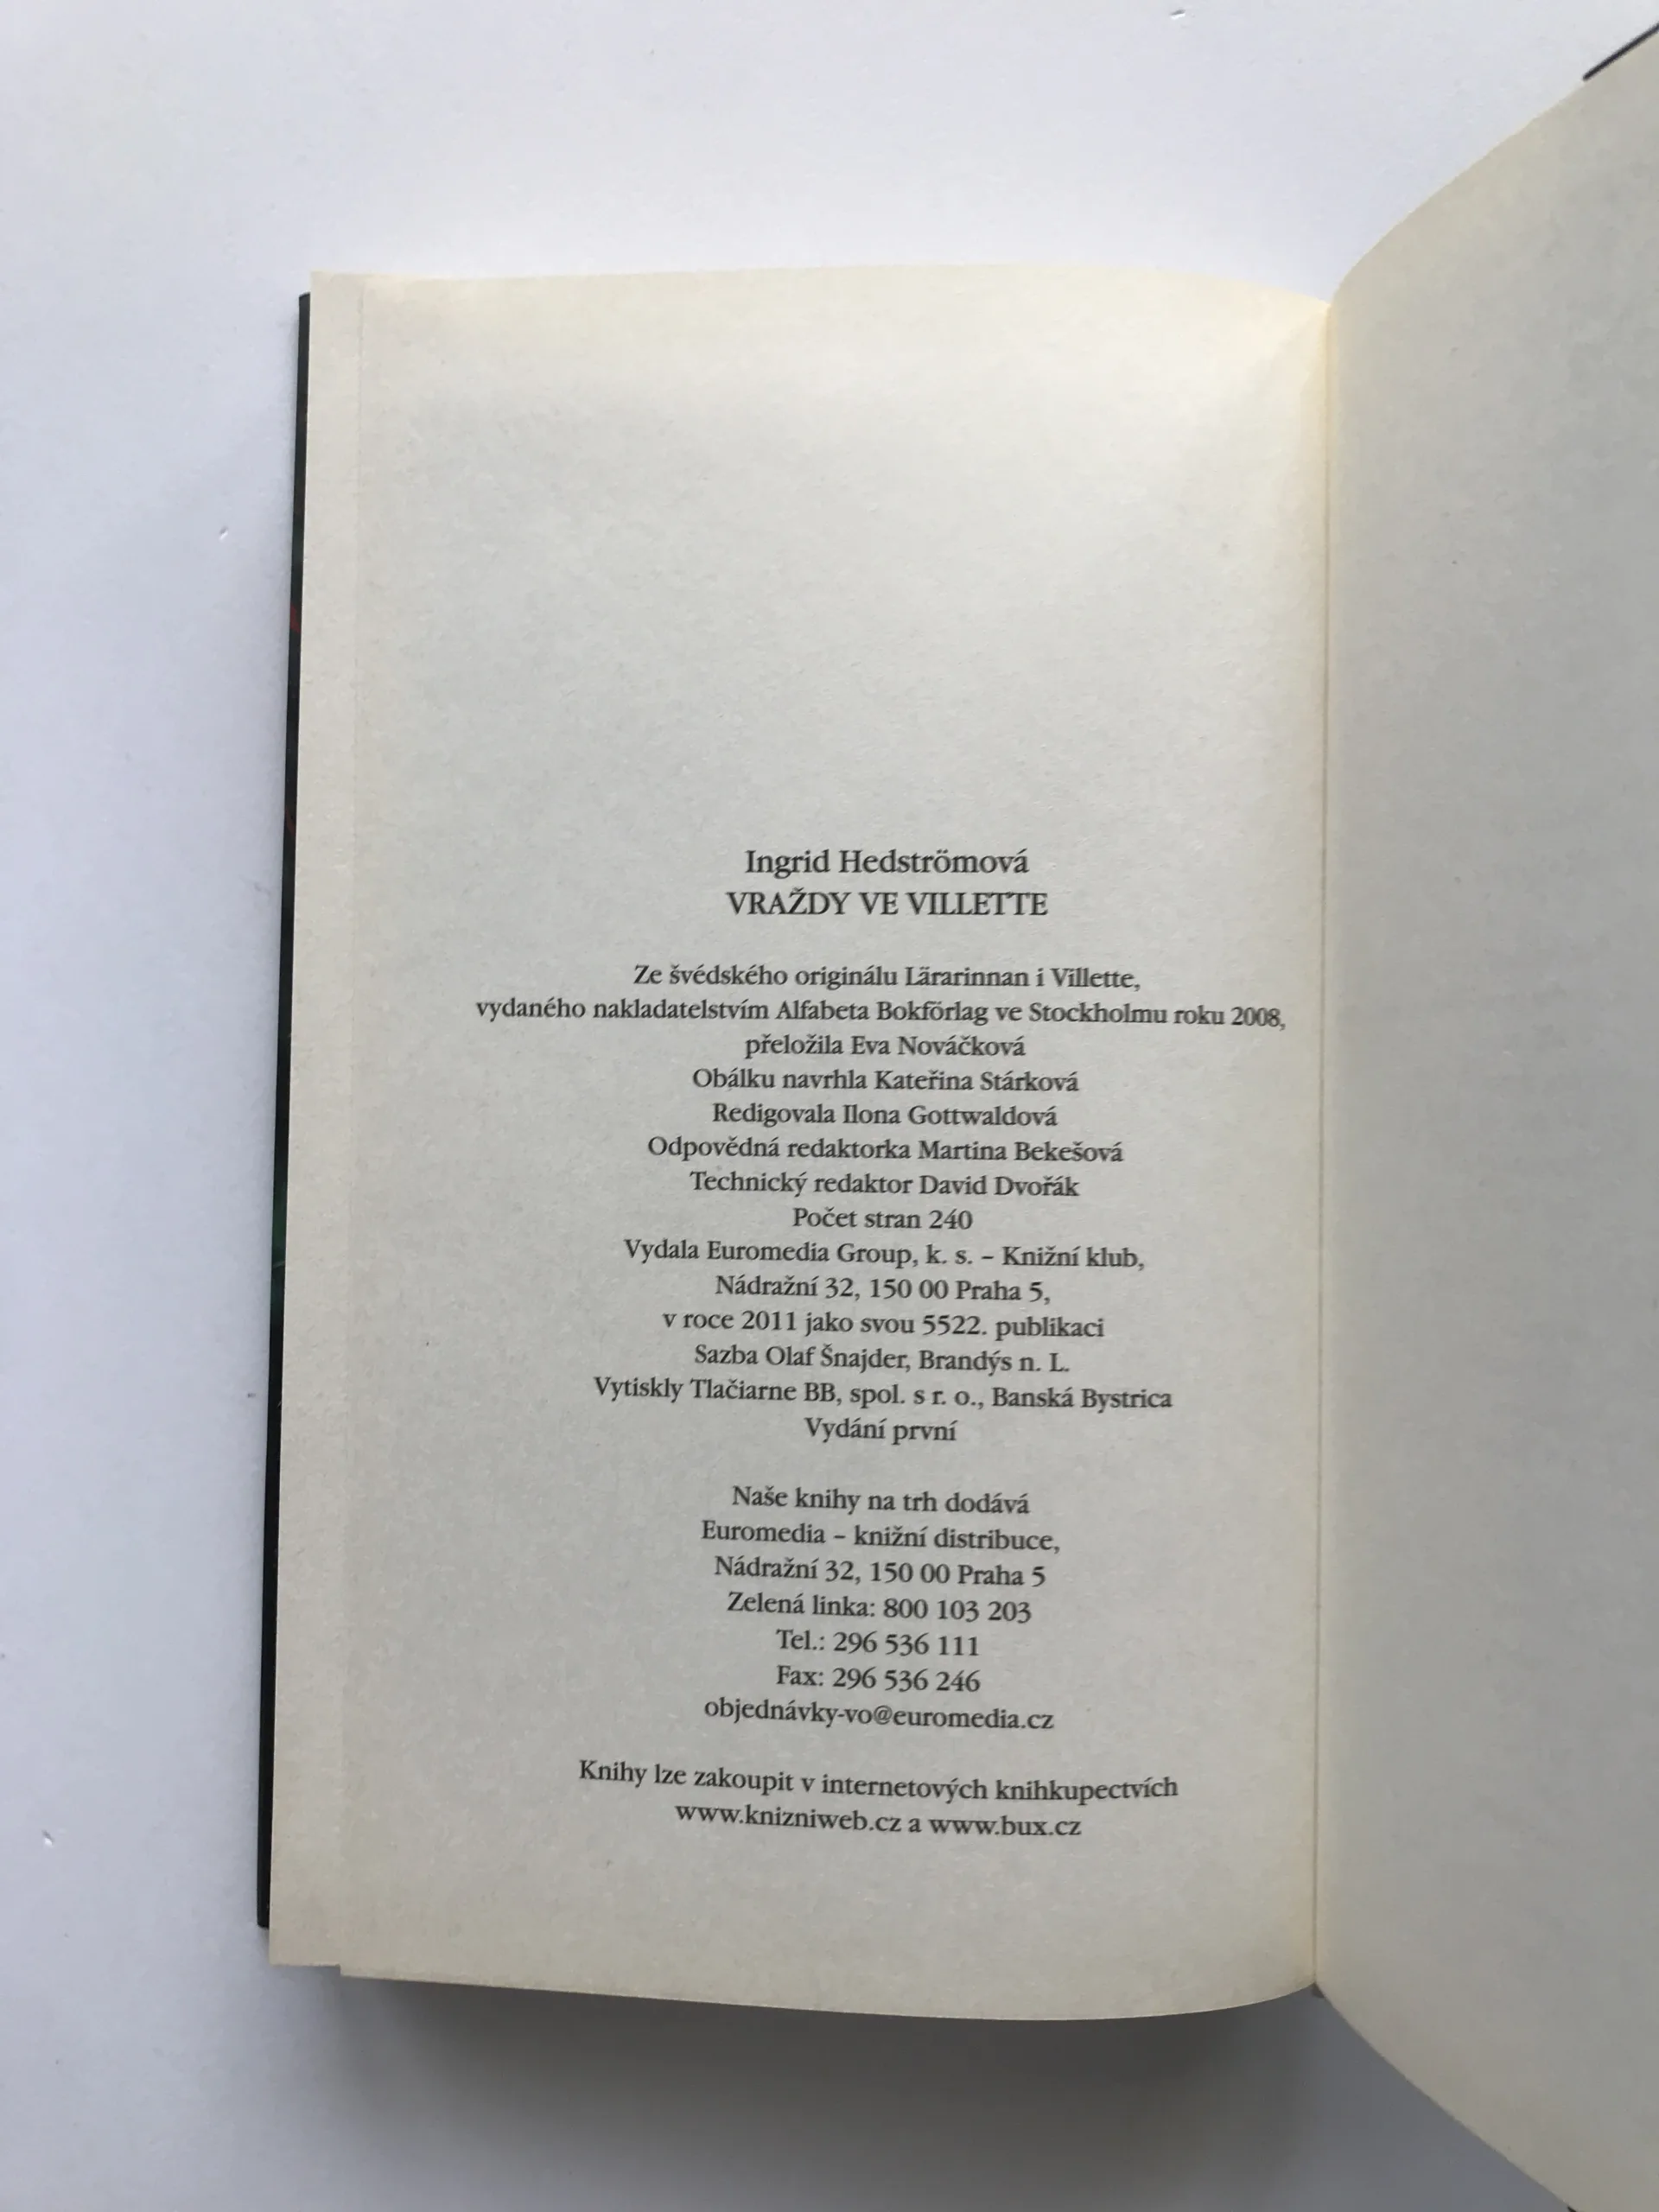 Ingrid Hedströmová
VRAŽDY VE VILLETTE
Ze švédského originálu Lärarinnan i Villette,
vydaného nakladatelstvím Alfabeta Bokförlag ve Stockholmu roku 2008,
přeložila Eva Nováčková
Obálku navrhla Kateřina Stárková
Redigovala Ilona Gottwaldová
Odpovědná redaktorka Martina Bekešová
Technický redaktor David Dvořák
Počet stran 240
Vydala Euromedia Group, k. s. – Knižní klub,
Nádražní 32, 150 00 Praha 5,
v roce 2011 jako svou 5522. publikaci
Sazba Olaf Šnajder, Brandýs n. L.
Vytiskly Tlačiarne BB, spol. s r. o., Banská Bystrica
Vydání první
Naše knihy na trh dodává
Euromedia – knižní distribuce,
Nádražní 32, 150 00 Praha 5
Zelená linka: 800 103 203
Tel.: 296 536 111
Fax: 296 536 246
objednávky-vo@euromedia.cz
Knihy lze zakoupit v internetových knihkupectvích
www.knizniweb.cz a www.bux.cz